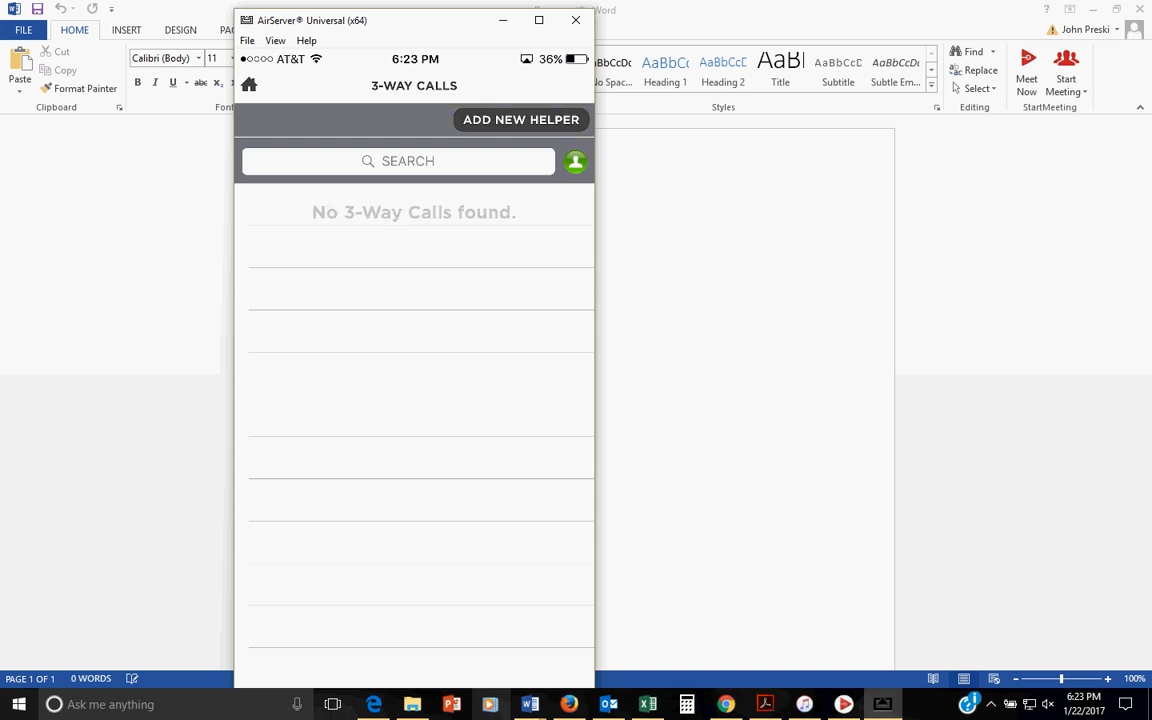 AirServer® Universal (x64)
Word
FILE HOME INSERT DESIGN
John Preski
File View Help
Cut
Copy
Format Painter
Paste
Clipboard
Calibri (Body) 11
B I U abc x
AT&T 6:23 PM 36%
3-WAY CALLS
ADD NEW HELPER
SEARCH
No 3-Way Calls found.
AaBbCcDc AaBbCc AaBbCcD AaBbCcDc
No Spac... Heading 1 Heading 2 Title Subtitle Subtle Em...
Styles
Find
Replace
Select
Editing
Meet Now
Start Meeting
StartMeeting
PAGE 1 OF 1 0 WORDS
100%
Ask me anything
6:23 PM
1/22/2017